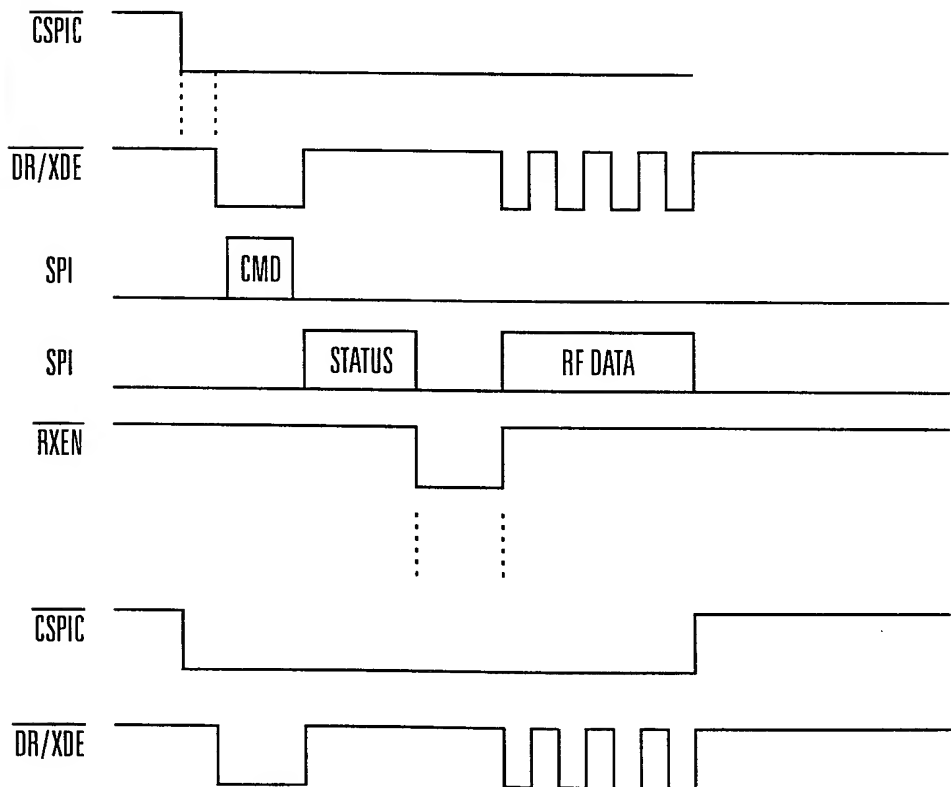 CSPIC
DR/XDE
SPI
CMD
SPI
STATUS
RF DATA
RXEN
CSPIC
DR/XDE